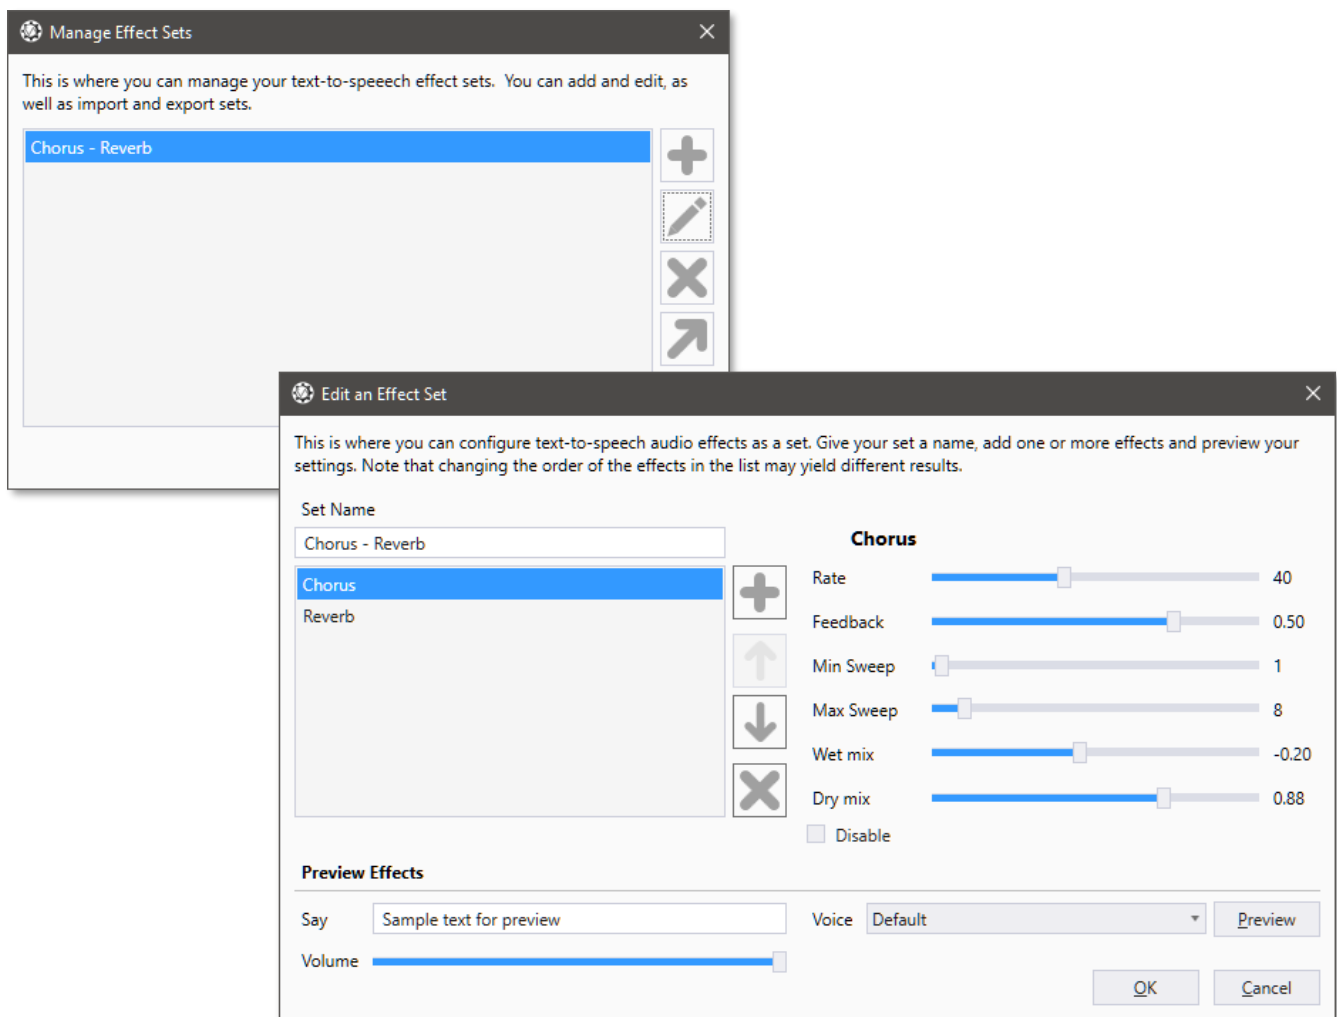 Manage Effect Sets
This is where you can manage your text-to-speeech effect sets.  You can add and edit, as
well as import and export sets.
Chorus - Reverb
Edit an Effect Set
This is where you can configure text-to-speech audio effects as a set. Give your set a name, add one or more effects and preview your
settings. Note that changing the order of the effects in the list may yield different results.
Set Name
Chorus - Reverb
Chorus
Reverb
Chorus
Rate 40
Feedback 0.50
Min Sweep 1
Max Sweep 8
Wet mix -0.20
Dry mix 0.88
Disable
Preview Effects
Say Sample text for preview Voice Default Preview
Volume
OK Cancel